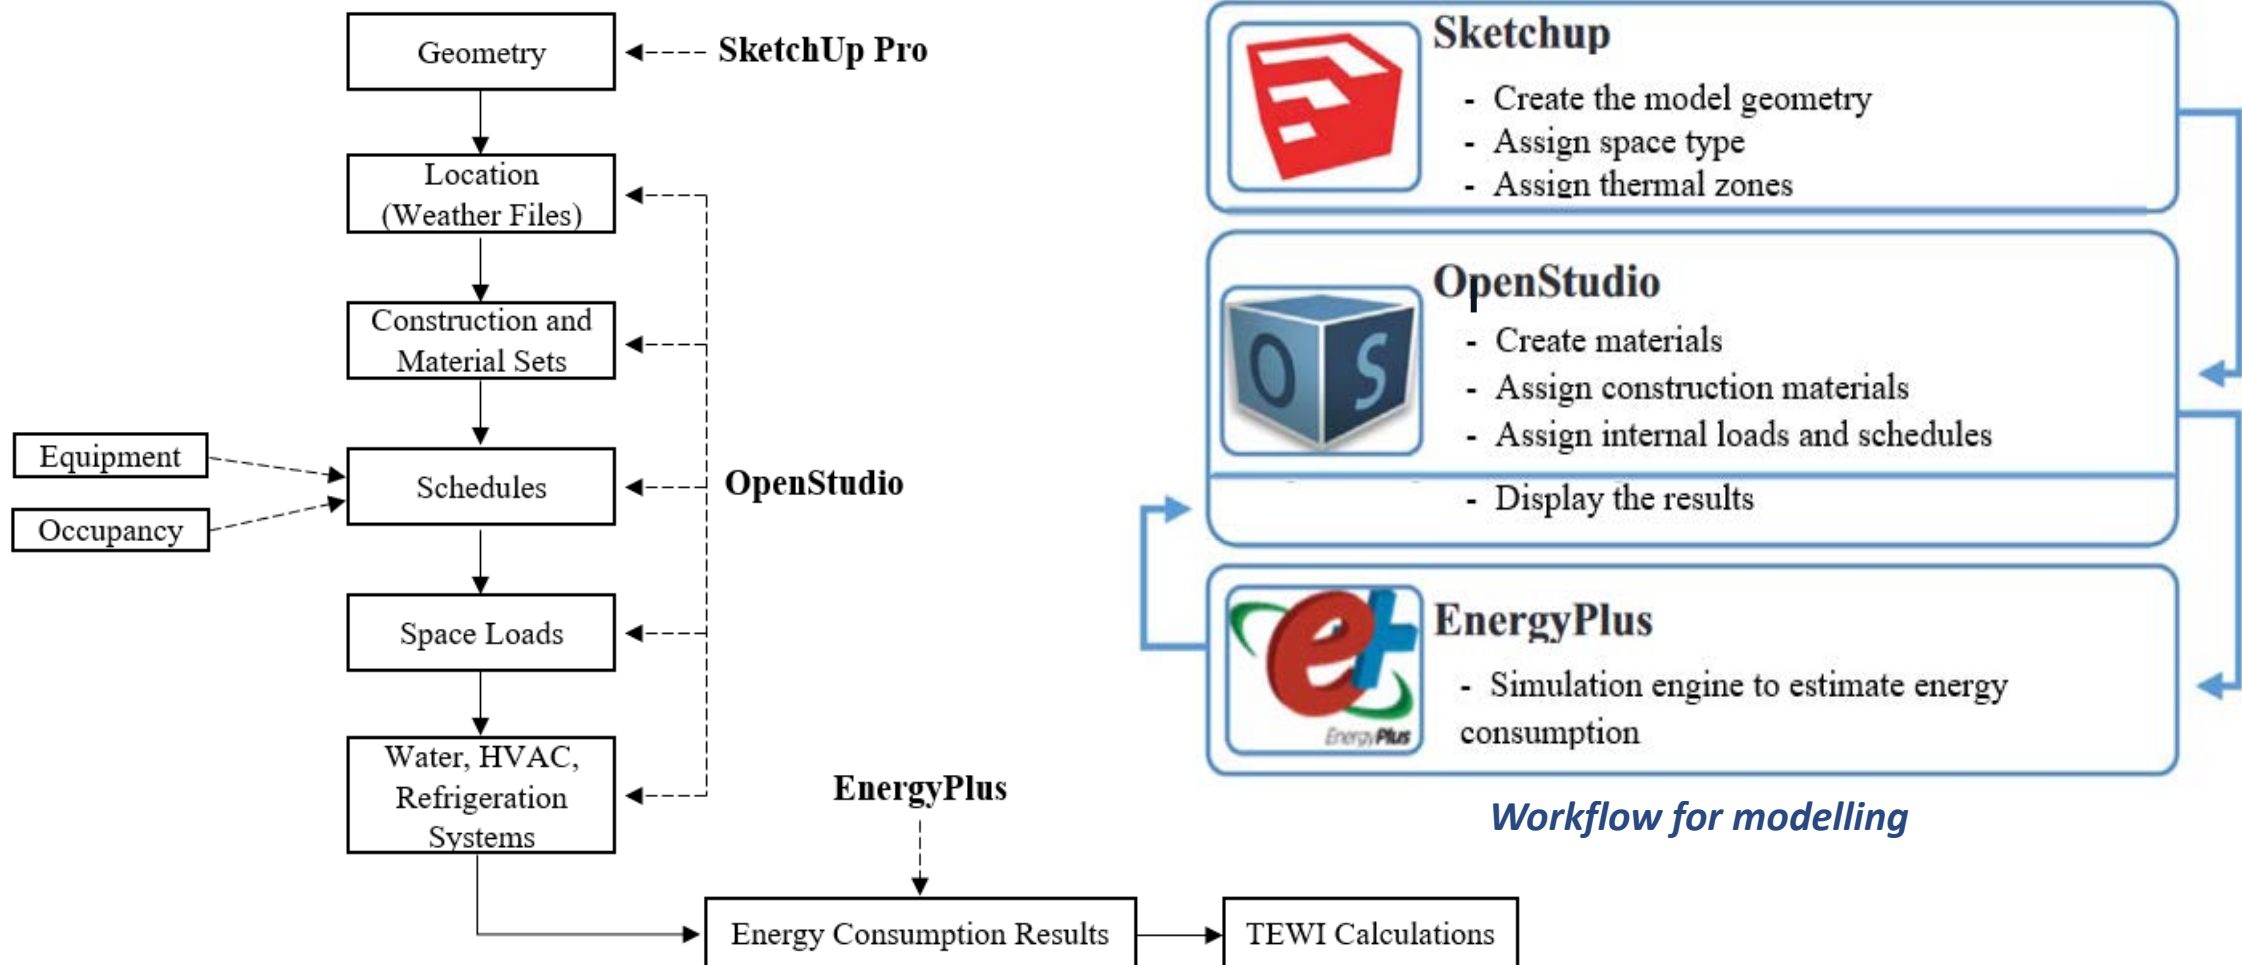 Geometry
SketchUp Pro
Location
(Weather Files)
Construction and
Material Sets
Equipment
Occupancy
Schedules
OpenStudio
Space Loads
Water, HVAC,
Refrigeration
Systems
EnergyPlus
Energy Consumption Results
TEWI Calculations
Sketchup
- Create the model geometry
- Assign space type
- Assign thermal zones
OS
OpenStudio
- Create materials
- Assign construction materials
- Assign internal loads and schedules
- Display the results
e+
EnergyPlus
EnergyPlus
- Simulation engine to estimate energy
consumption
Workflow for modelling